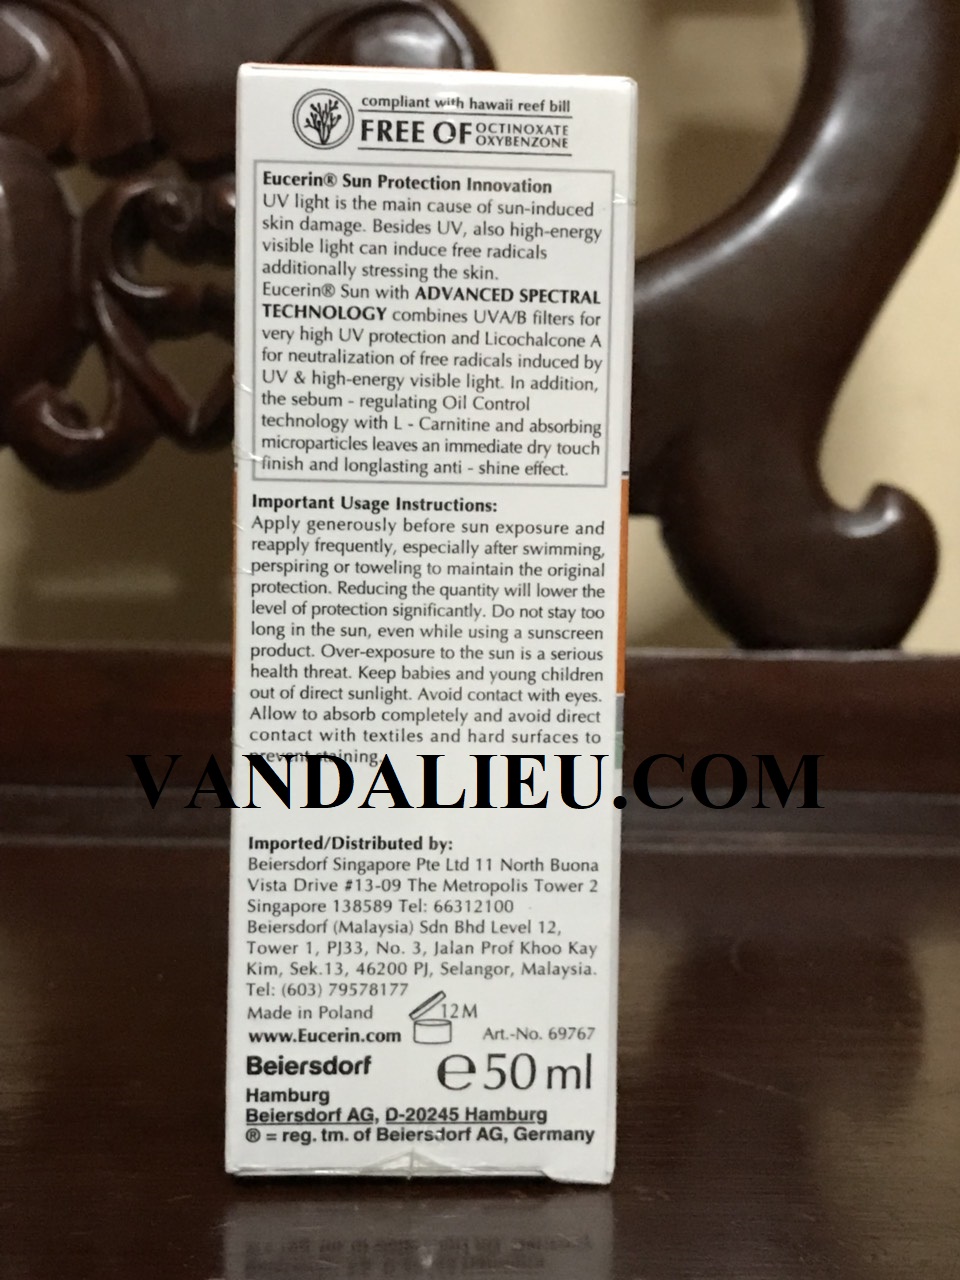 compliant with hawaii reef bill
FREE OF OCTINOXATE
OXYBENZONE
Eucerin® Sun Protection Innovation
UV light is the main cause of sun-induced
skin damage. Besides UV, also high-energy
visible light can induce free radicals
additionally stressing the skin.
Eucerin® Sun with ADVANCED SPECTRAL
TECHNOLOGY combines UVA/B filters for
very high UV protection and Licochalcone A
for neutralization of free radicals induced by
UV & high-energy visible light. In addition,
the sebum - regulating Oil Control
technology with L - Carnitine and absorbing
microparticles leaves an immediate dry touch
finish and longlasting anti - shine effect.
Important Usage Instructions:
Apply generously before sun exposure and
reapply frequently, especially after swimming,
perspiring or toweling to maintain the original
protection. Reducing the quantity will lower the
level of protection significantly. Do not stay too
long in the sun, even while using a sunscreen
product. Over-exposure to the sun is a serious
health threat. Keep babies and young children
out of direct sunlight. Avoid contact with eyes.
Allow to absorb completely and avoid direct
contact with textiles and hard surfaces to
prevent staining.
VANDALIEU.COM
Imported/Distributed by:
Beiersdorf Singapore Pte Ltd 11 North Buona
Vista Drive #13-09 The Metropolis Tower 2
Singapore 138589 Tel: 66312100
Beiersdorf (Malaysia) Sdn Bhd Level 12,
Tower 1, PJ33, No. 3, Jalan Prof Khoo Kay
Kim, Sek.13, 46200 PJ, Selangor, Malaysia.
Tel: (603) 79578177
Made in Poland 12M
www.Eucerin.com Art.-No. 69767
Beiersdorf ℮ 50 ml
Hamburg
Beiersdorf AG, D-20245 Hamburg
® = reg. tm. of Beiersdorf AG, Germany